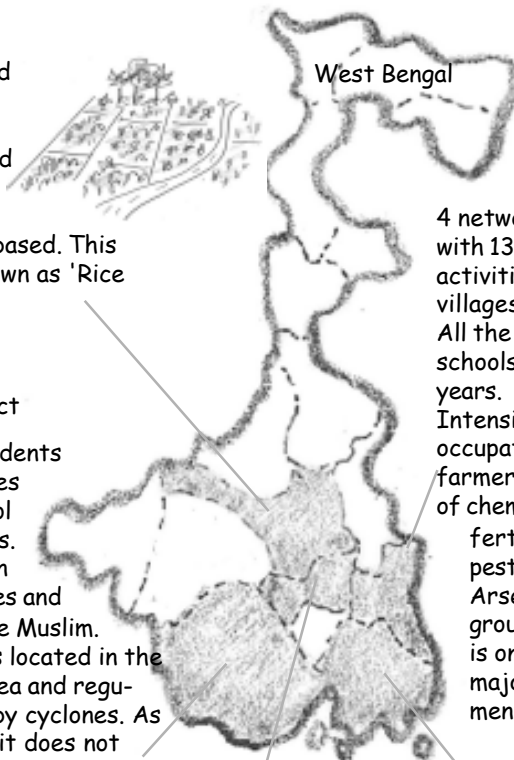 d
d
based. This
wn as 'Rice
ct
dents
es
ol
s.
n
es and
e Muslim.
s located in the
ea and regu-
by cyclones. As
it does not
West Bengal
4 netwo
with 13
activiti
villages
All the
schools
years.
Intensi
occupat
farmer
of chem
fert
pest
Arse
grou
is on
majo
men